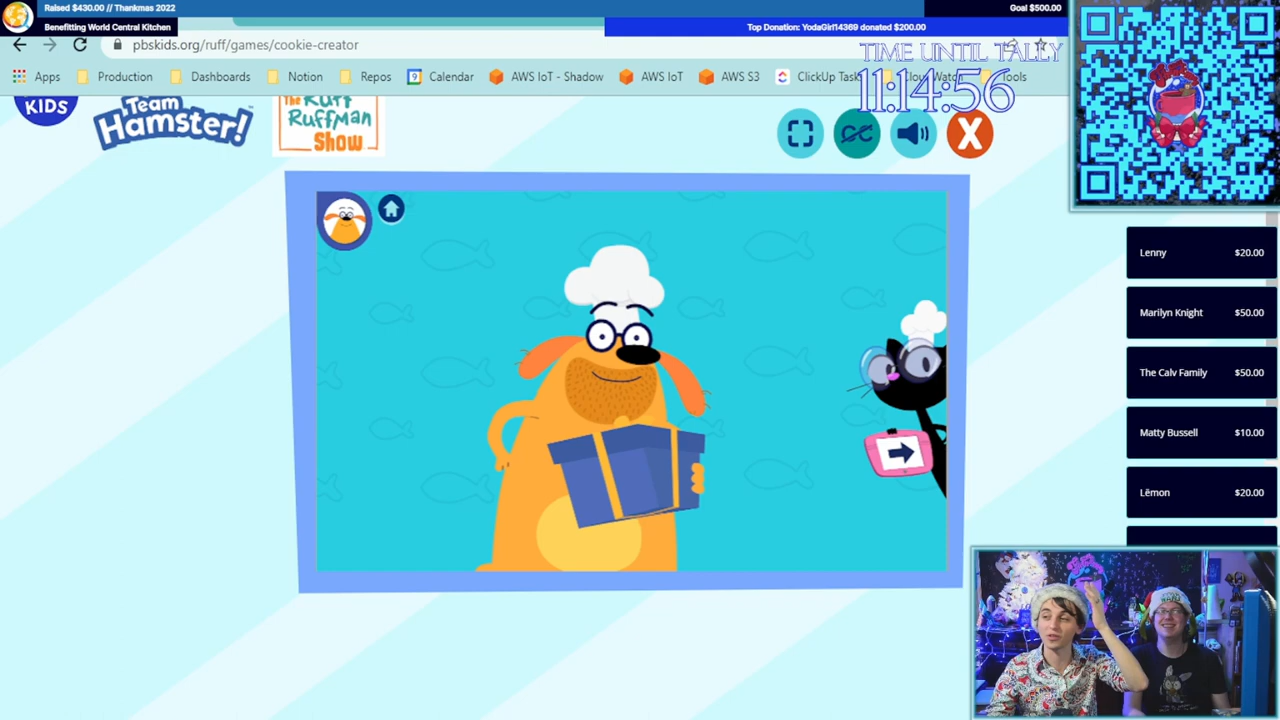 Raised $430.00 // Thankmas 2022
Goal $500.00
Benefitting World Central Kitchen
Top Donation: YodaGirl14369 donated $200.00
pbskids.org/ruff/games/cookie-creator
TIME UNTIL TALLY
11:14:56
Apps
Production
Dashboards
Notion
Repos
9 Calendar
AWS IoT - Shadow
AWS IoT
AWS S3
ClickUp
Tools
KIDS
Team Hamster!
The Ruff Ruffman Show
X
Lenny $20.00
Marilyn Knight $50.00
The Calv Family $50.00
Matty Bussell $10.00
Lēmon $20.00